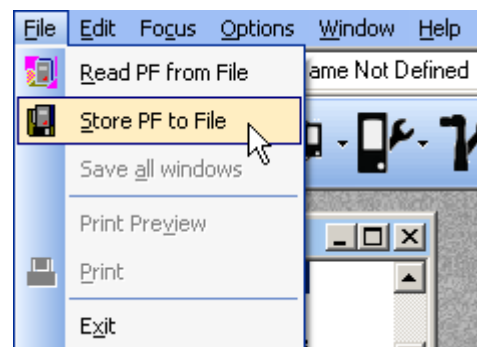 File Edit Focus Options Window Help
Read PF from File
ame Not Defined
Store PF to File
Save all windows
Print Preview
Print
Exit